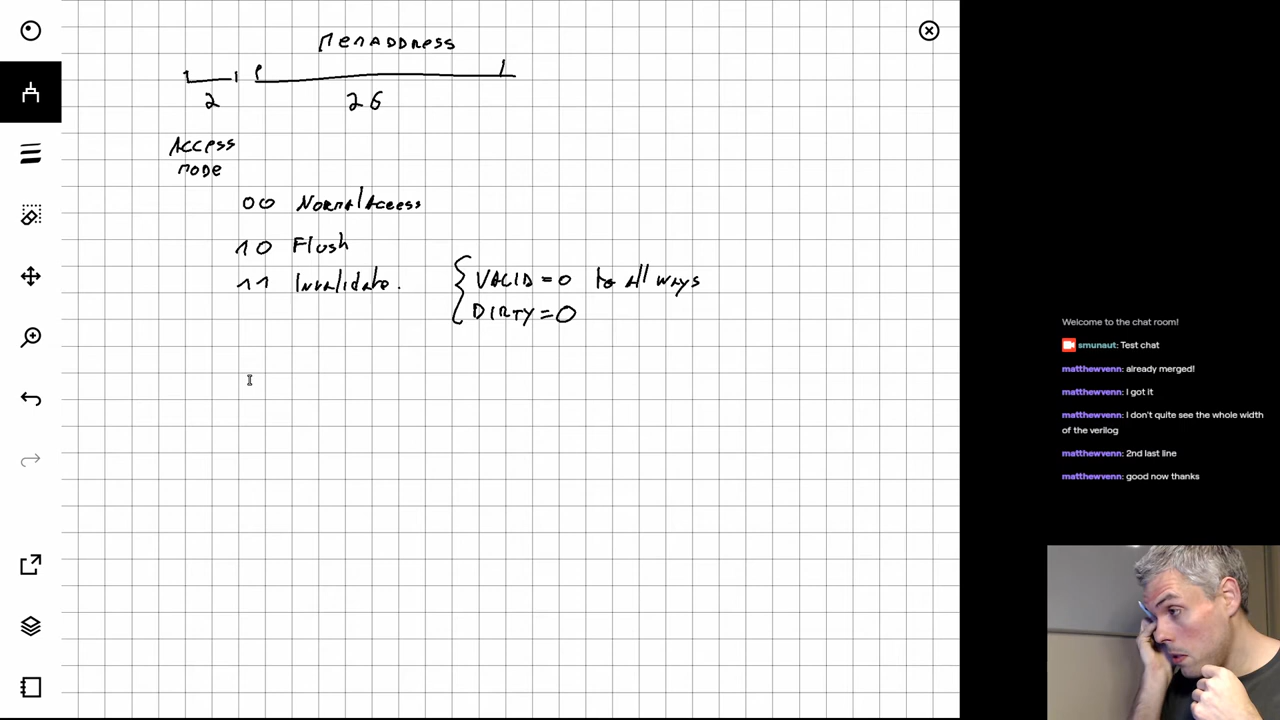 Memaddress
2 26
Access
mode
00 Normal Access
10 Flush
11 Invalidate. { VALID = 0 to all ways
DIRTY = 0
Welcome to the chat room!
smunaut: Test chat
matthewvenn: already merged!
matthewvenn: I got it
matthewvenn: I don't quite see the whole width
of the verilog
matthewvenn: 2nd last line
matthewvenn: good now thanks